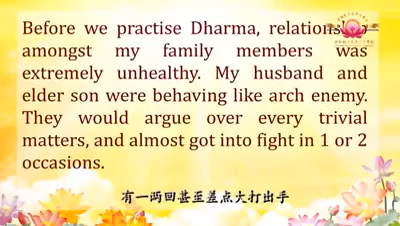 Before we practise Dharma, relationship
amongst my family members was
extremely unhealthy. My husband and
elder son were behaving like arch enemy.
They would argue over every trivial
matters, and almost got into fight in 1 or 2
occasions.
有一两回甚至差点大打出手